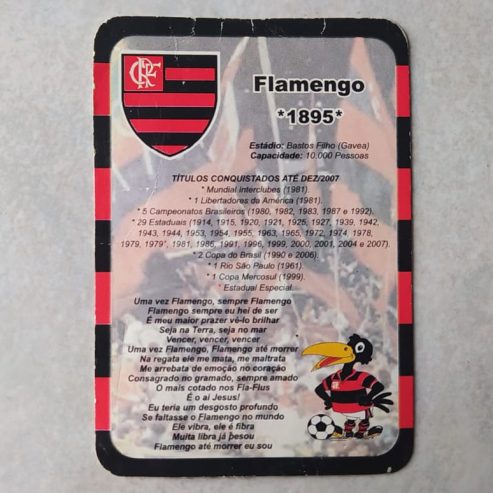 CRF
Flamengo
*1895*
Estádio: Bastos Filho (Gavea)
Capacidade: 10.000 Pessoas
TÍTULOS CONQUISTADOS ATÉ DEZ/2007
* Mundial Interclubes (1981)
* 1 Libertadores da América (1981).
* 5 Campeonatos Brasileiros (1980, 1982, 1983, 1987 e 1992).
* 29 Estaduais (1914, 1915, 1920, 1921, 1925, 1927, 1939, 1942,
1943, 1944, 1953, 1954, 1955, 1963, 1965, 1972, 1974, 1978,
1979, 1979*, 1981, 1986, 1991, 1996, 1999, 2000, 2001, 2004 e 2007).
* 2 Copa do Brasil (1990 e 2006).
* 1 Rio São Paulo (1961).
* 1 Copa Mercosul (1999).
* Estadual Especial.
Uma vez Flamengo, sempre Flamengo
Flamengo sempre eu hei de ser
É meu maior prazer vê-lo brilhar
Seja na Terra, seja no mar
Vencer, vencer, vencer
Uma vez Flamengo, Flamengo até morrer
Na regata ele me mata, me maltrata
Me arrebata de emoção no coração
Consagrado no gramado, sempre amado
O mais cotado nos Fla-Flus
É o ai Jesus!
Eu teria um desgosto profundo
Se faltasse o Flamengo no mundo
Ele vibra, ele é fibra
Muita libra já pesou
Flamengo até morrer eu sou